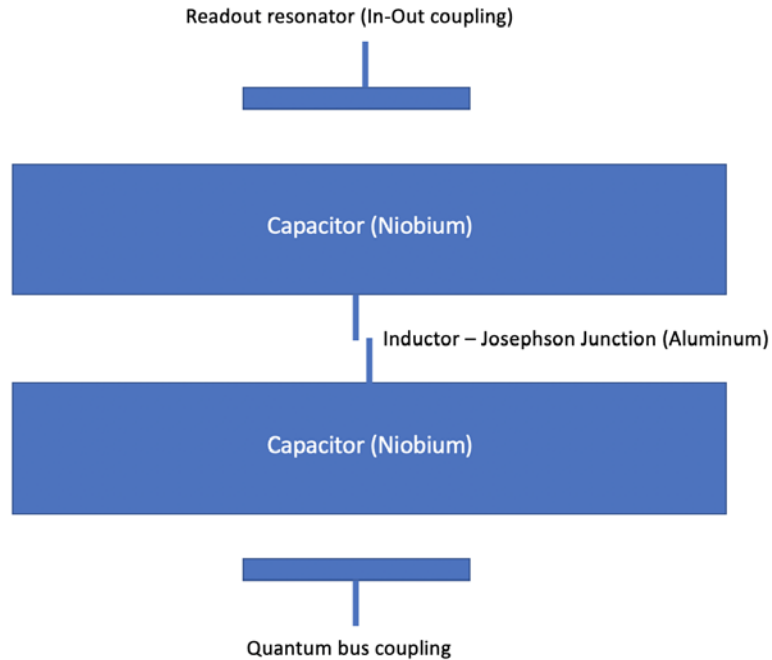 Readout resonator (In-Out coupling)
Capacitor (Niobium)
Inductor – Josephson Junction (Aluminum)
Capacitor (Niobium)
Quantum bus coupling